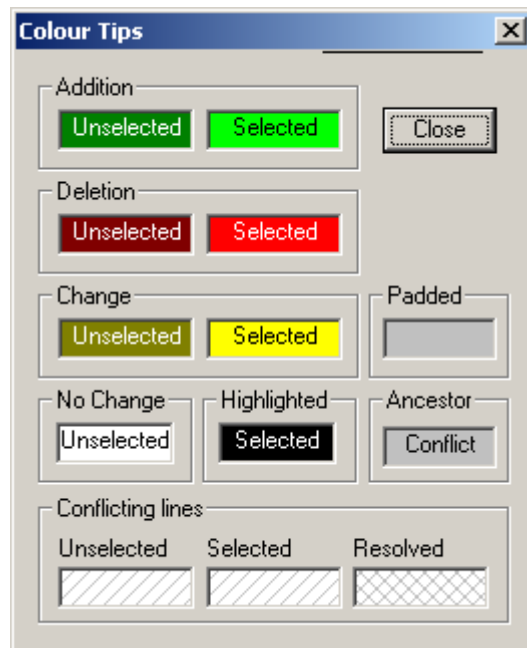 Colour Tips
Addition
Unselected Selected
Close
Deletion
Unselected Selected
Change Padded
Unselected Selected
No Change Highlighted Ancestor
Unselected Selected Conflict
Conflicting lines
Unselected Selected Resolved